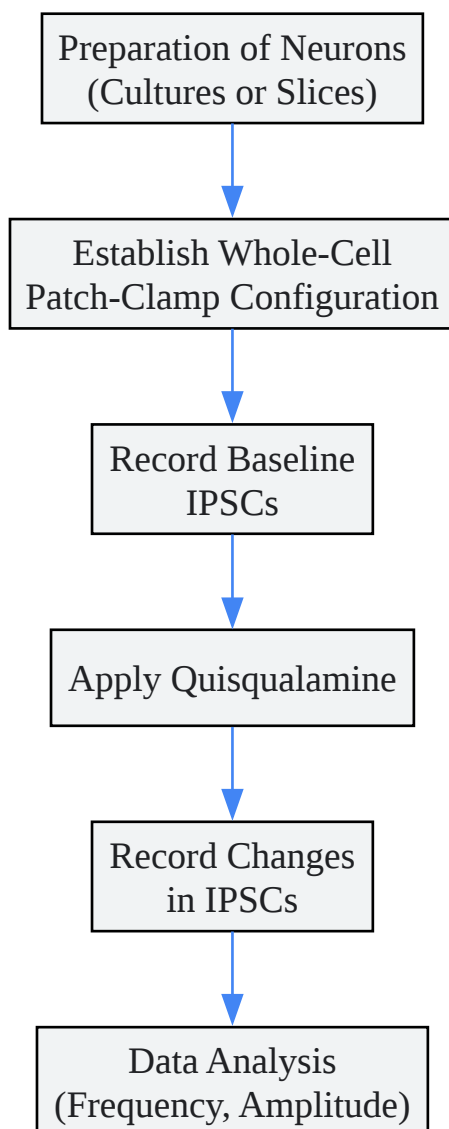 Preparation of Neurons
(Cultures or Slices)
Establish Whole-Cell
Patch-Clamp Configuration
Record Baseline
IPSCs
Apply Quisqualamine
Record Changes
in IPSCs
Data Analysis
(Frequency, Amplitude)